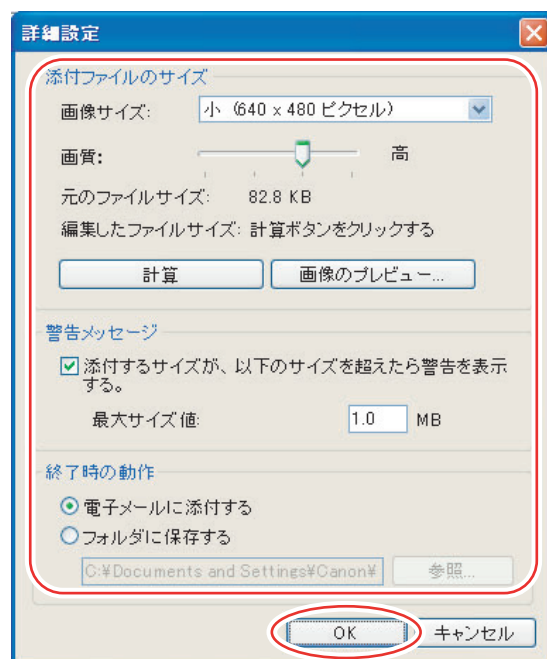 詳細設定
添付ファイルのサイズ
画像サイズ: 小 (640 x 480 ピクセル)
画質: 高
元のファイルサイズ: 82.8 KB
編集したファイルサイズ: 計算ボタンをクリックする
計算 画像のプレビュー...
警告メッセージ
添付するサイズが、以下のサイズを超えたら警告を表示
する。
最大サイズ値: 1.0 MB
終了時の動作
電子メールに添付する
フォルダに保存する
C:¥Documents and Settings¥Canon¥ 参照...
OK キャンセル